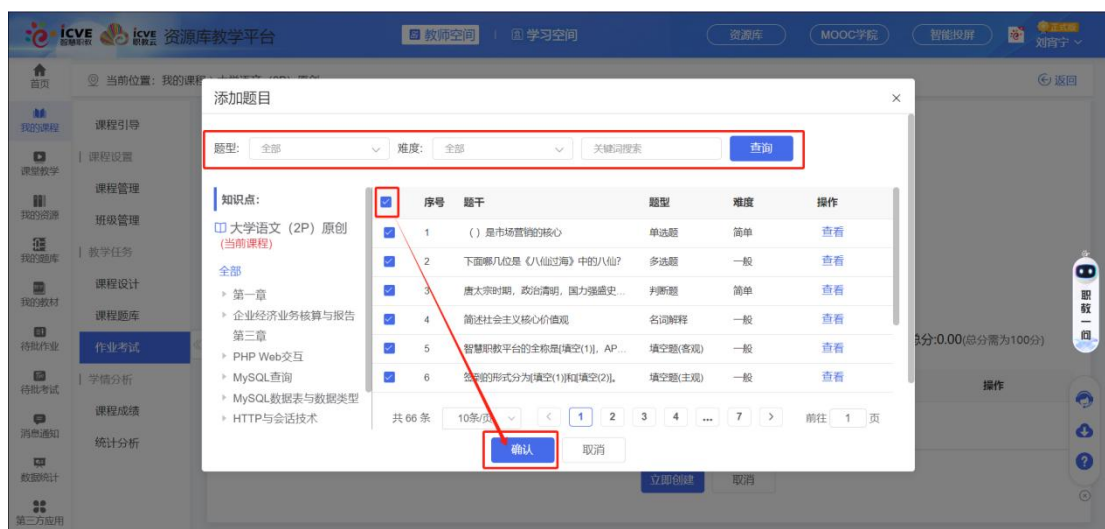 icve 智慧职教 icve 职教云 资源库教学平台 教师空间 学习空间 资源库 MOOC学院 智能投屏 刘宵宁
首页
当前位置：我的课程
返回
我的课程
课堂教学
我的资源
我的题库
我的教材
待批作业
待批考试
消息通知
数据统计
第三方应用
课程引导
课程设置
课程管理
班级管理
教学任务
课程设计
课程题库
作业考试
学情分析
课程成绩
统计分析
添加题目 ×
题型: 全部 难度: 全部 关键词搜索 查询
知识点:
大学语文（2P）原创
(当前课程)
全部
第一章
企业经济业务核算与报告
第三章
PHP Web交互
MySQL查询
MySQL数据表与数据类型
HTTP与会话技术
序号 题干 题型 难度 操作
1 （ ）是市场营销的核心 单选题 简单 查看
2 下面哪几位是《八仙过海》中的八仙? 多选题 一般 查看
3 唐太宗时期，政治清明，国力强盛史... 判断题 简单 查看
4 简述社会主义核心价值观 名词解释 一般 查看
5 智慧职教平台的全称是[填空(1)]，AP... 填空题(客观) 一般 查看
6 签到的形式分为[填空(1)]和[填空(2)]。 填空题(主观) 一般 查看
共 66 条 10条/页 < 1 2 3 4 ... 7 > 前往 1 页
确认 取消
总分:0.00(总分需为100分)
操作
立即创建 取消
职教一问